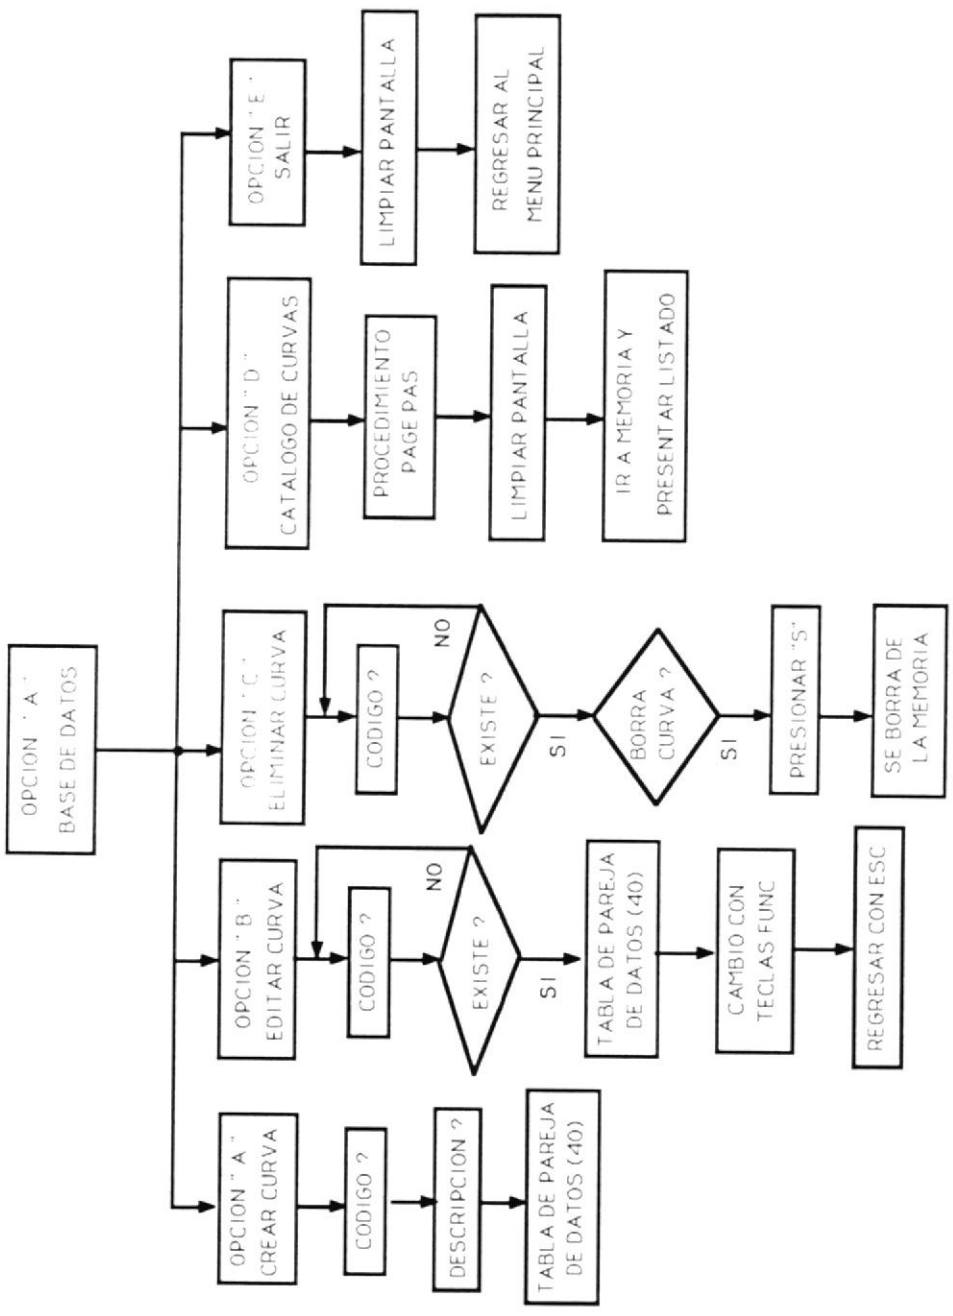 OPCION " A "
BASE DE DATOS
OPCION " A "
CREAR CURVA
CODIGO ?
DESCRIPCION ?
TABLA DE PAREJA
DE DATOS (40)
OPCION " B "
EDITAR CURVA
CODIGO ?
EXISTE ?
NO
SI
TABLA DE PAREJA
DE DATOS (40)
CAMBIO CON
TECLAS FUNC
REGRESAR CON ESC
OPCION "C"
ELIMINAR CURVA
CODIGO ?
EXISTE ?
NO
SI
BORRA
CURVA ?
SI
PRESIONAR "S"
SE BORRA DE
LA MEMORIA
OPCION " D "
CATALOGO DE CURVAS
PROCEDIMIENTO
PAGE PAS
LIMPIAR PANTALLA
IR A MEMORIA Y
PRESENTAR LISTADO
OPCION " E "
SALIR
LIMPIAR PANTALLA
REGRESAR AL
MENU PRINCIPAL